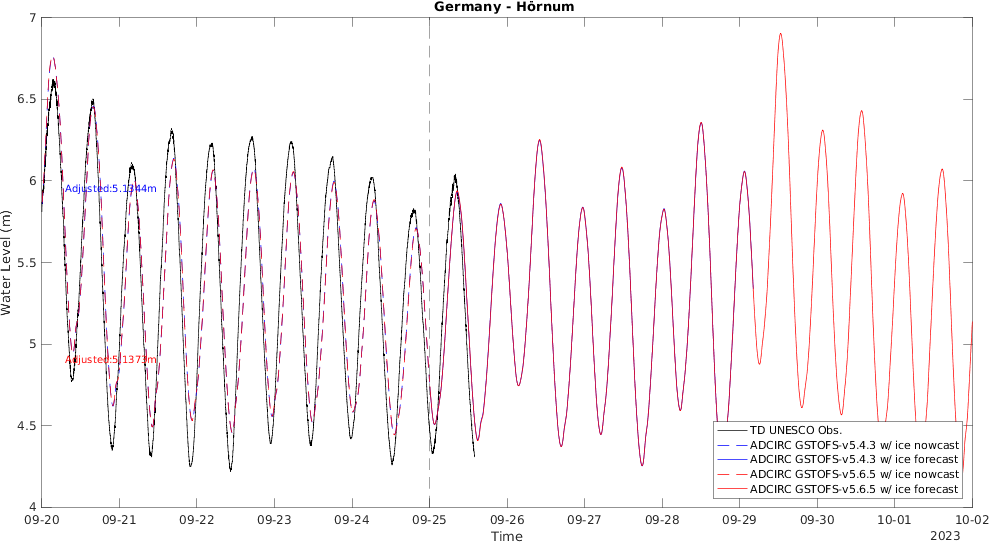 Germany - Hörnum
Water Level (m)
7
6.5
6
5.5
5
4.5
4
Adjusted:5.1344m
Adjusted:5.1373m
TD UNESCO Obs.
ADCIRC GSTOFS-v5.4.3 w/ ice nowcast
ADCIRC GSTOFS-v5.4.3 w/ ice forecast
ADCIRC GSTOFS-v5.6.5 w/ ice nowcast
ADCIRC GSTOFS-v5.6.5 w/ ice forecast
09-20 09-21 09-22 09-23 09-24 09-25 09-26 09-27 09-28 09-29 09-30 10-01 10-02
Time
2023